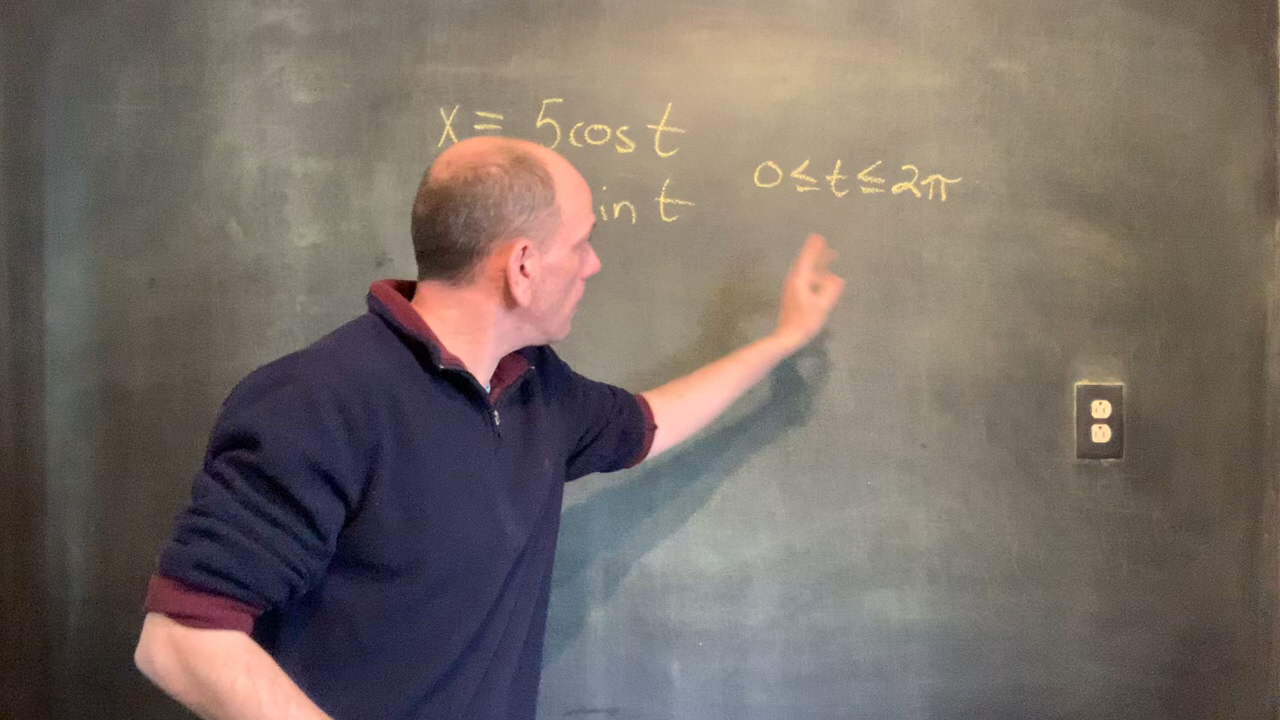 x = 5cos t
0≤t≤2π
in t